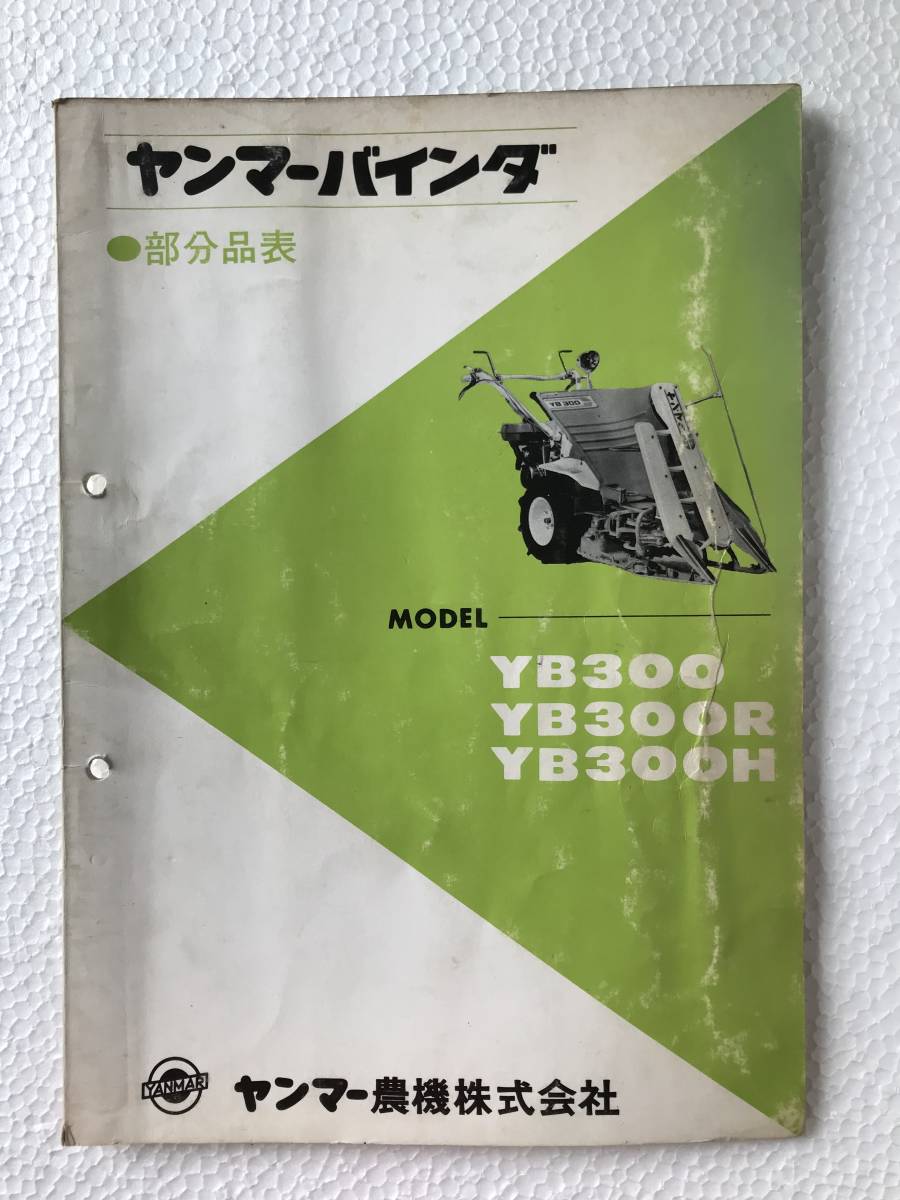 ヤンマーバインダ
●部分品表
YB300
MODEL
YB300
YB300R
YB300H
YANMAR
ヤンマー農機株式会社